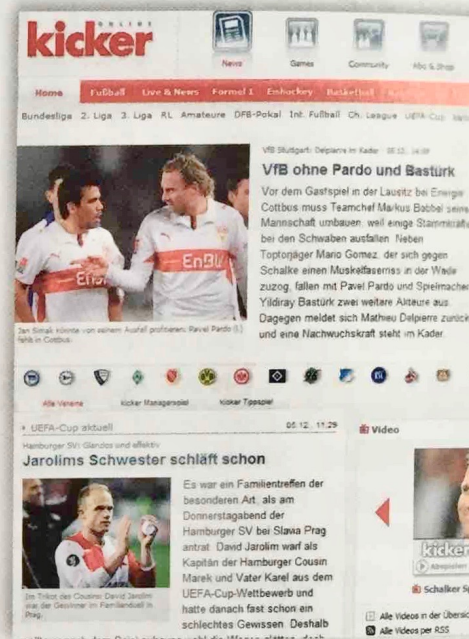 ONLINE
kicker
News
Games
Community
Abo & Shop
Home Fußball Live & News Formel 1 Eishockey Basketball
Bundesliga 2. Liga 3. Liga RL Amateure DFB-Pokal Int. Fußball Ch. League UEFA-Cup
VfB Stuttgart: Delpierre im Kader
VfB ohne Pardo und Bastürk
Vor dem Gastspiel in der Lausitz bei Energie
Cottbus muss Teamchef Markus Babbel seine
Mannschaft umbauen, weil einige Stammkräfte
bei den Schwaben ausfallen. Neben
Toptorjäger Mario Gomez, der sich gegen
Schalke einen Muskelfaserriss in der Wade
zuzog, fallen mit Pavel Pardo und Spielmacher
Yildiray Bastürk zwei weitere Akteure aus.
Dagegen meldet sich Mathieu Delpierre zurück
und eine Nachwuchskraft steht im Kader.
EnBW
Jan Simak könnte von seinem Ausfall profitieren: Pavel Pardo (l.)
fehlt in Cottbus.
Alle Vereine kicker Managerspiel kicker Tippspiel
UEFA-Cup aktuell 05.12. 11:29
Hamburger SV: Glanzlos und effektiv
Jarolims Schwester schläft schon
Es war ein Familientreffen der
besonderen Art, als am
Donnerstagabend der
Hamburger SV bei Slavia Prag
antrat. David Jarolim warf als
Kapitän der Hamburger Cousin
Marek und Vater Karel aus dem
UEFA-Cup-Wettbewerb und
hatte danach fast schon ein
schlechtes Gewissen. Deshalb
Im Trikot des Cousins: David Jarolim
war der Gewinner im Familienduell in
Prag.
Video
kicker
Abspielen
Schalker
Alle Videos in der Übersicht
Alle Videos per RSS